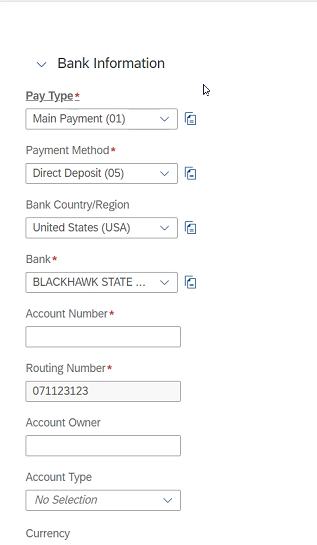 Bank Information
Pay Type*
Main Payment (01)
Payment Method*
Direct Deposit (05)
Bank Country/Region
United States (USA)
Bank*
BLACKHAWK STATE ...
Account Number*
Routing Number*
071123123
Account Owner
Account Type
No Selection
Currency